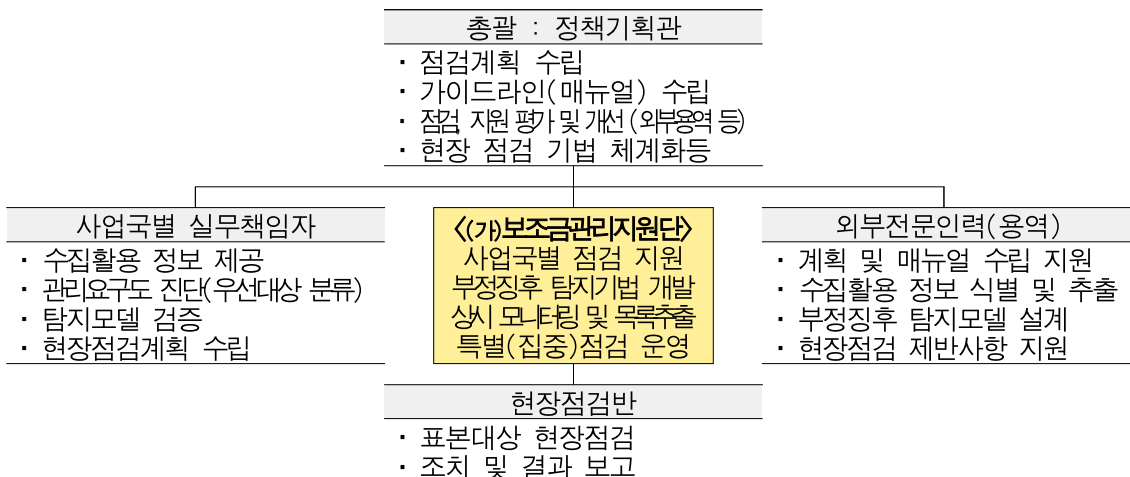 총괄 : 정책기획관
· 점검계획 수립
· 가이드라인(매뉴얼) 수립
· 점검, 지원 평가 및 개선 (외부용역 등)
· 현장 점검 기법 체계화등
사업국별 실무책임자
· 수집활용 정보 제공
· 관리요구도 진단(우선대상 분류)
· 탐지모델 검증
· 현장점검계획 수립
〈(가)보조금관리지원단〉
사업국별 점검 지원
부정징후 탐지기법 개발
상시 모니터링 및 목록추출
특별(집중)점검 운영
외부전문인력(용역)
· 계획 및 매뉴얼 수립 지원
· 수집활용 정보 식별 및 추출
· 부정징후 탐지모델 설계
· 현장점검 제반사항 지원
현장점검반
· 표본대상 현장점검
· 조치 및 결과 보고